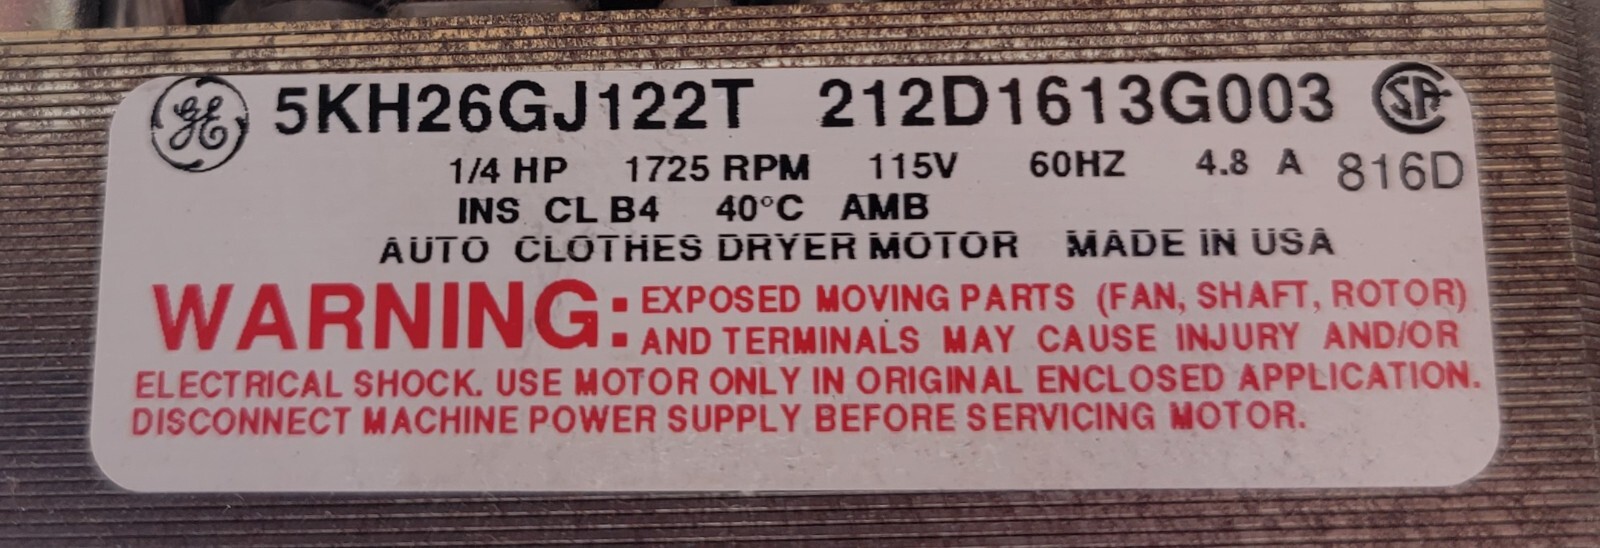 GE 5KH26GJ122T 212D1613G003 SA
1/4 HP 1725 RPM 115V 60HZ 4.8 A 816D
INS CL B4 40°C AMB
AUTO CLOTHES DRYER MOTOR MADE IN USA
WARNING: EXPOSED MOVING PARTS (FAN, SHAFT, ROTOR)
AND TERMINALS MAY CAUSE INJURY AND/OR
ELECTRICAL SHOCK. USE MOTOR ONLY IN ORIGINAL ENCLOSED APPLICATION.
DISCONNECT MACHINE POWER SUPPLY BEFORE SERVICING MOTOR.